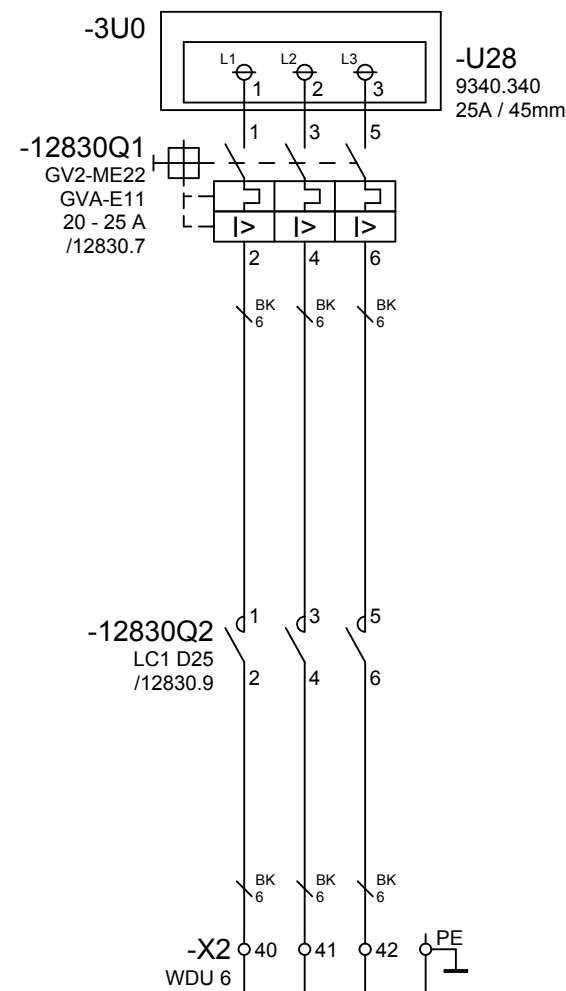 -3U0
L1 L2 L3
1 2 3
-U28
9340.340
25A / 45mm
1 3 5
-12830Q1
GV2-ME22
GVA-E11
20 - 25 A
/12830.7
I> I> I>
2 4 6
BK BK BK
6 6 6
1 3 5
-12830Q2
LC1 D25
/12830.9
2 4 6
BK BK BK
6 6 6
-X2 40 41 42 PE
WDU 6